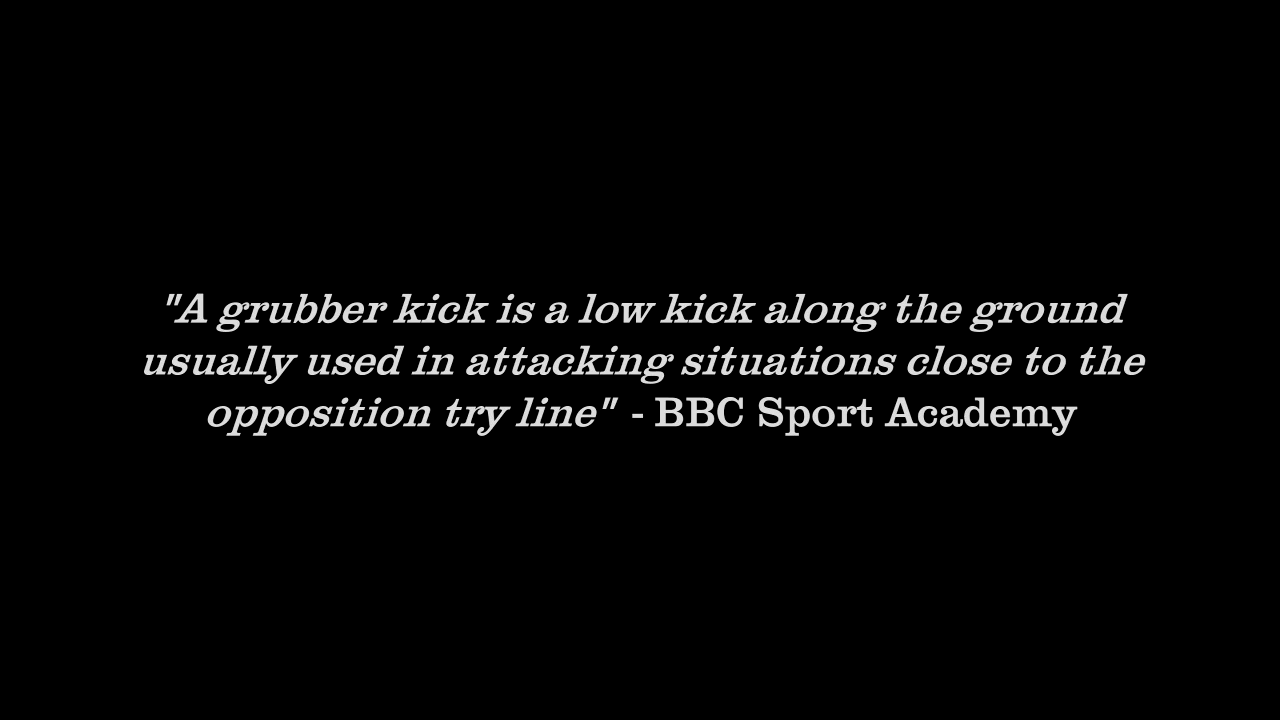 "A grubber kick is a low kick along the ground
usually used in attacking situations close to the
opposition try line" - BBC Sport Academy